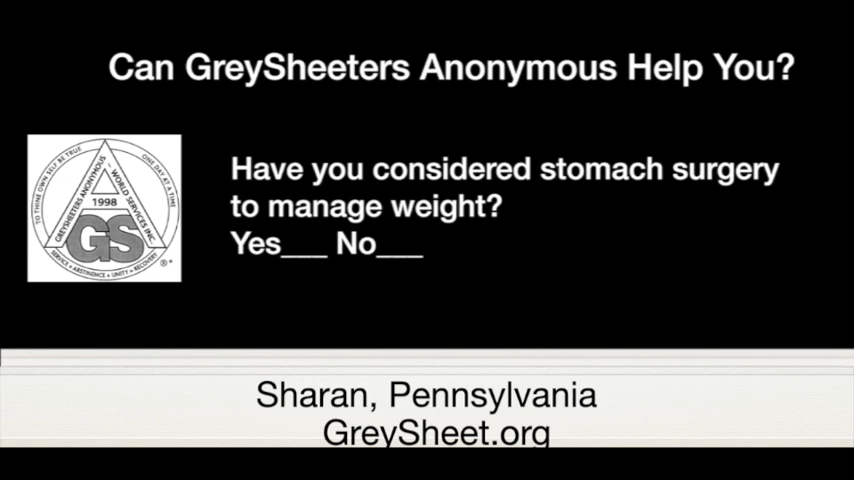 Can GreySheeters Anonymous Help You?
TO THINE OWN SELF BE TRUE
ONE DAY AT A TIME
GREYSHEETERS ANONYMOUS
WORLD SERVICES INC.
1998
GS
SERVICE • ABSTINENCE • UNITY • RECOVERY
®
Have you considered stomach surgery
to manage weight?
Yes___ No___
Sharan, Pennsylvania
GreySheet.org